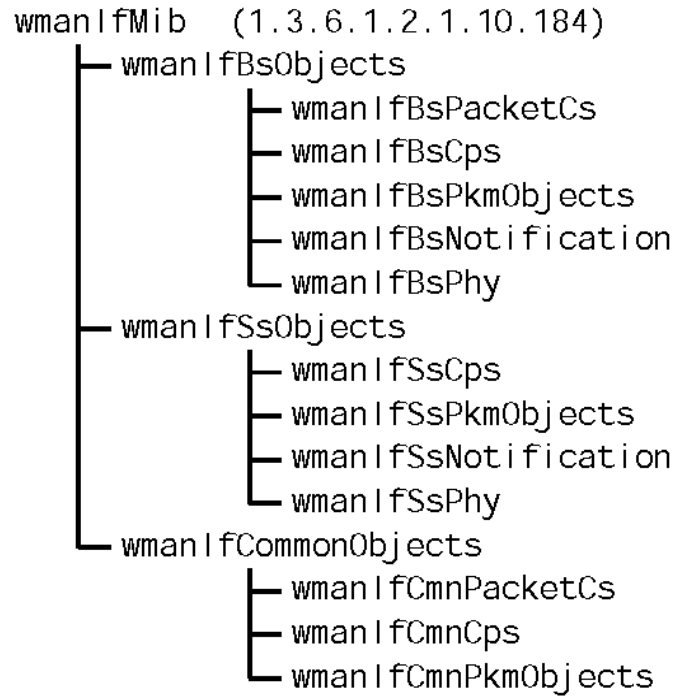 wmanIfMib (1.3.6.1.2.1.10.184)
wmanIfBsObjects
wmanIfBsPacketCs
wmanIfBsCps
wmanIfBsPkmObjects
wmanIfBsNotification
wmanIfBsPhy
wmanIfSsObjects
wmanIfSsCps
wmanIfSsPkmObjects
wmanIfSsNotification
wmanIfSsPhy
wmanIfCommonObjects
wmanIfCmnPacketCs
wmanIfCmnCps
wmanIfCmnPkmObjects